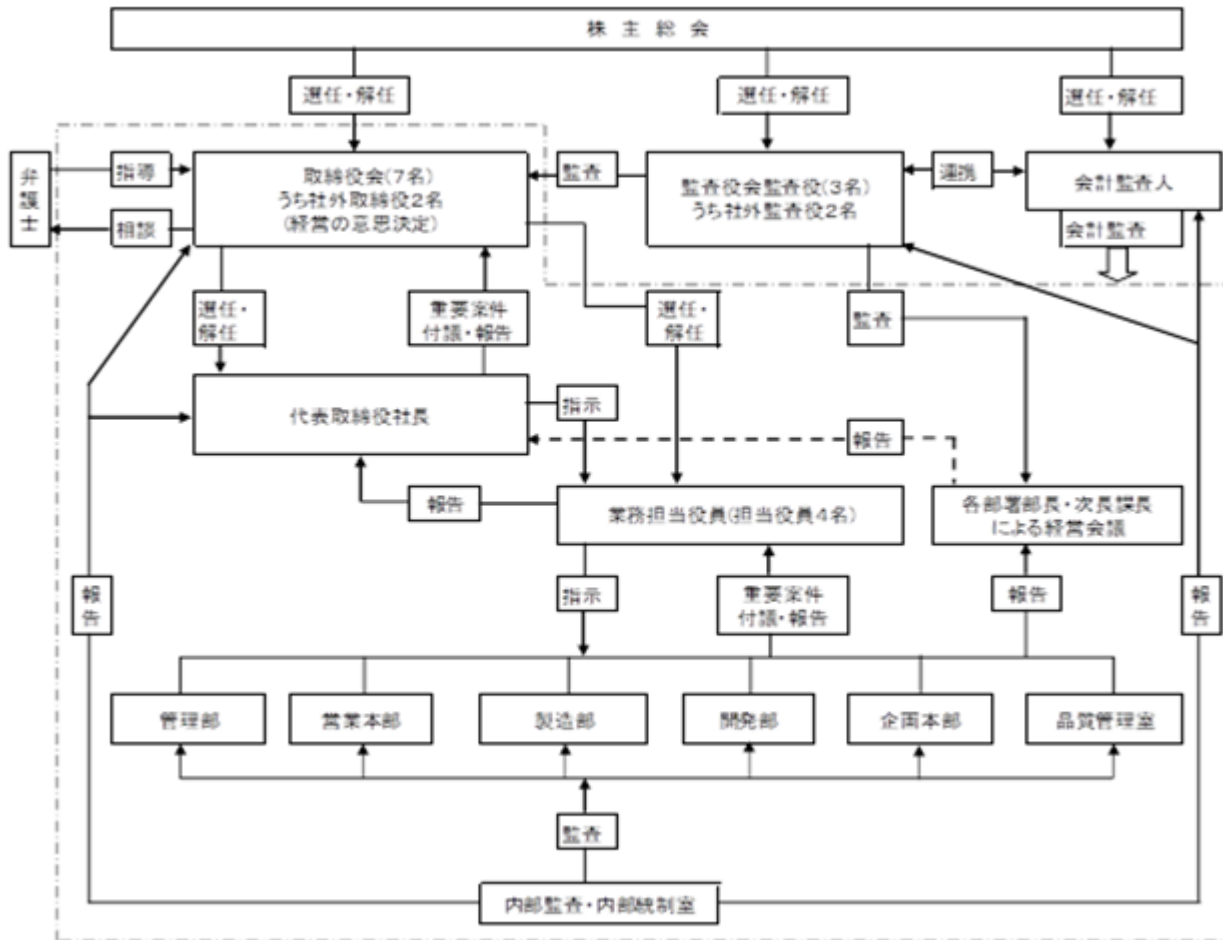 株主総会
選任・解任
選任・解任
選任・解任
弁護士
指導
相談
取締役会(7名)
うち社外取締役2名
(経営の意思決定)
監査
監査役会監査役(3名)
うち社外監査役2名
連携
会計監査人
会計監査
選任・
解任
重要案件
付議・報告
選任・
解任
監査
代表取締役社長
指示
報告
報告
業務担当役員(担当役員4名)
各部署部長・次長課長
による経営会議
報告
指示
重要案件
付議・報告
報告
報告
管理部
営業本部
製造部
開発部
企画本部
品質管理室
監査
内部監査・内部統制室